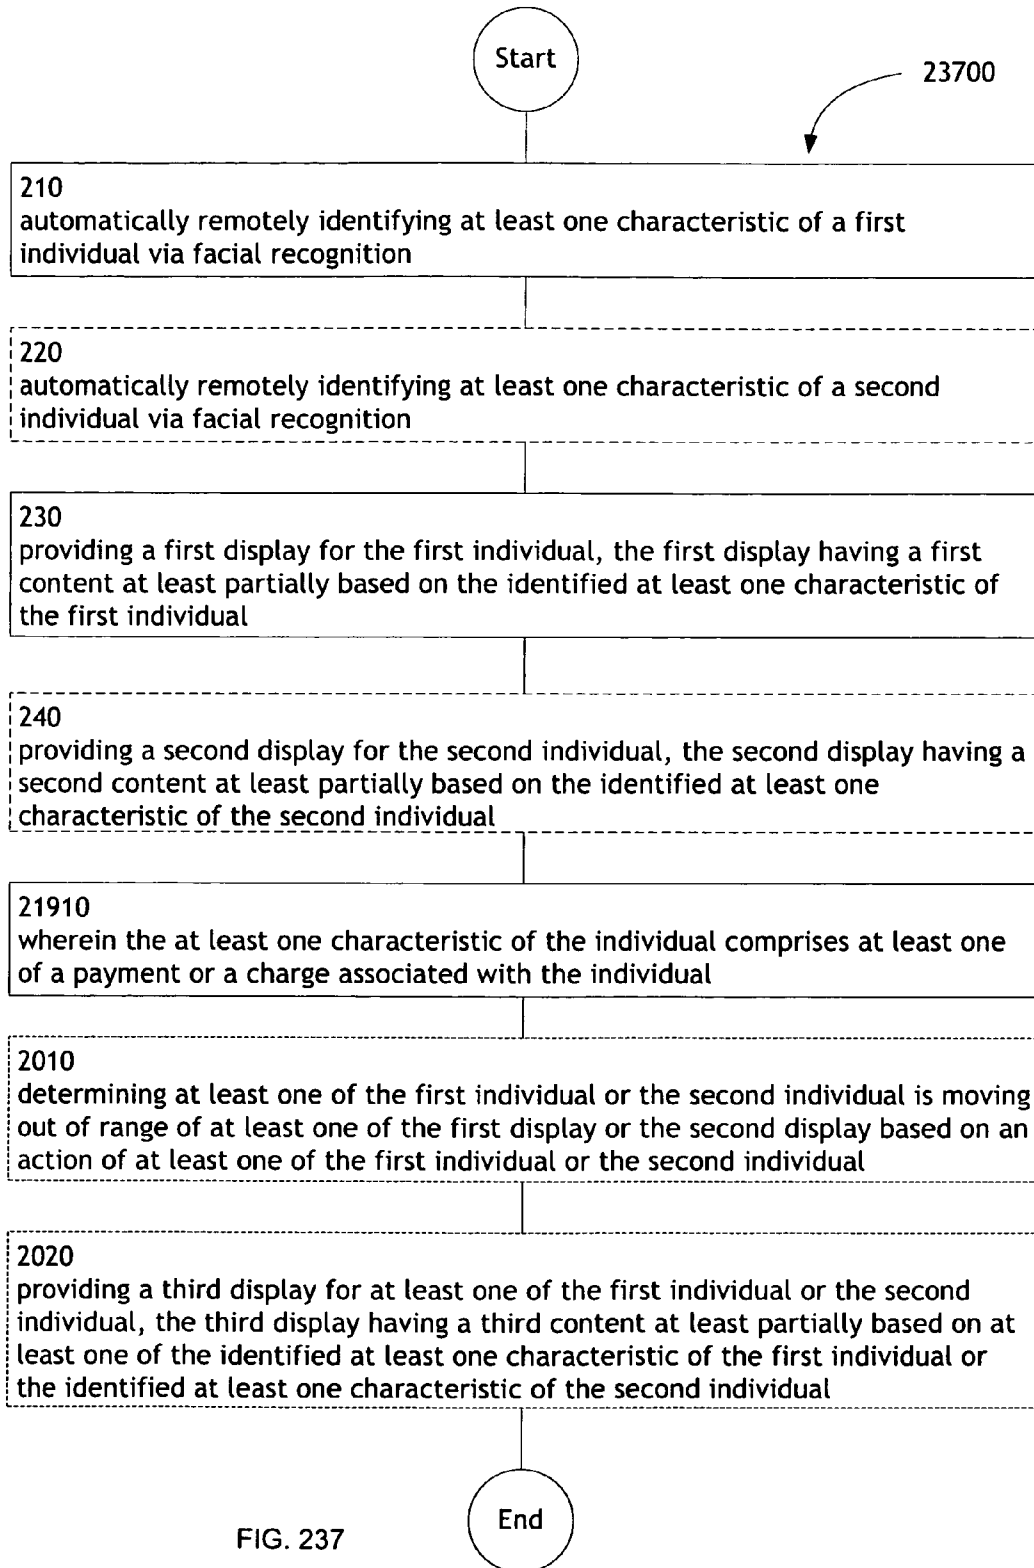 Start
23700
210
automatically remotely identifying at least one characteristic of a first
individual via facial recognition
220
automatically remotely identifying at least one characteristic of a second
individual via facial recognition
230
providing a first display for the first individual, the first display having a first
content at least partially based on the identified at least one characteristic of
the first individual
240
providing a second display for the second individual, the second display having a
second content at least partially based on the identified at least one
characteristic of the second individual
21910
wherein the at least one characteristic of the individual comprises at least one
of a payment or a charge associated with the individual
2010
determining at least one of the first individual or the second individual is moving
out of range of at least one of the first display or the second display based on an
action of at least one of the first individual or the second individual
2020
providing a third display for at least one of the first individual or the second
individual, the third display having a third content at least partially based on at
least one of the identified at least one characteristic of the first individual or
the identified at least one characteristic of the second individual
End
FIG. 237